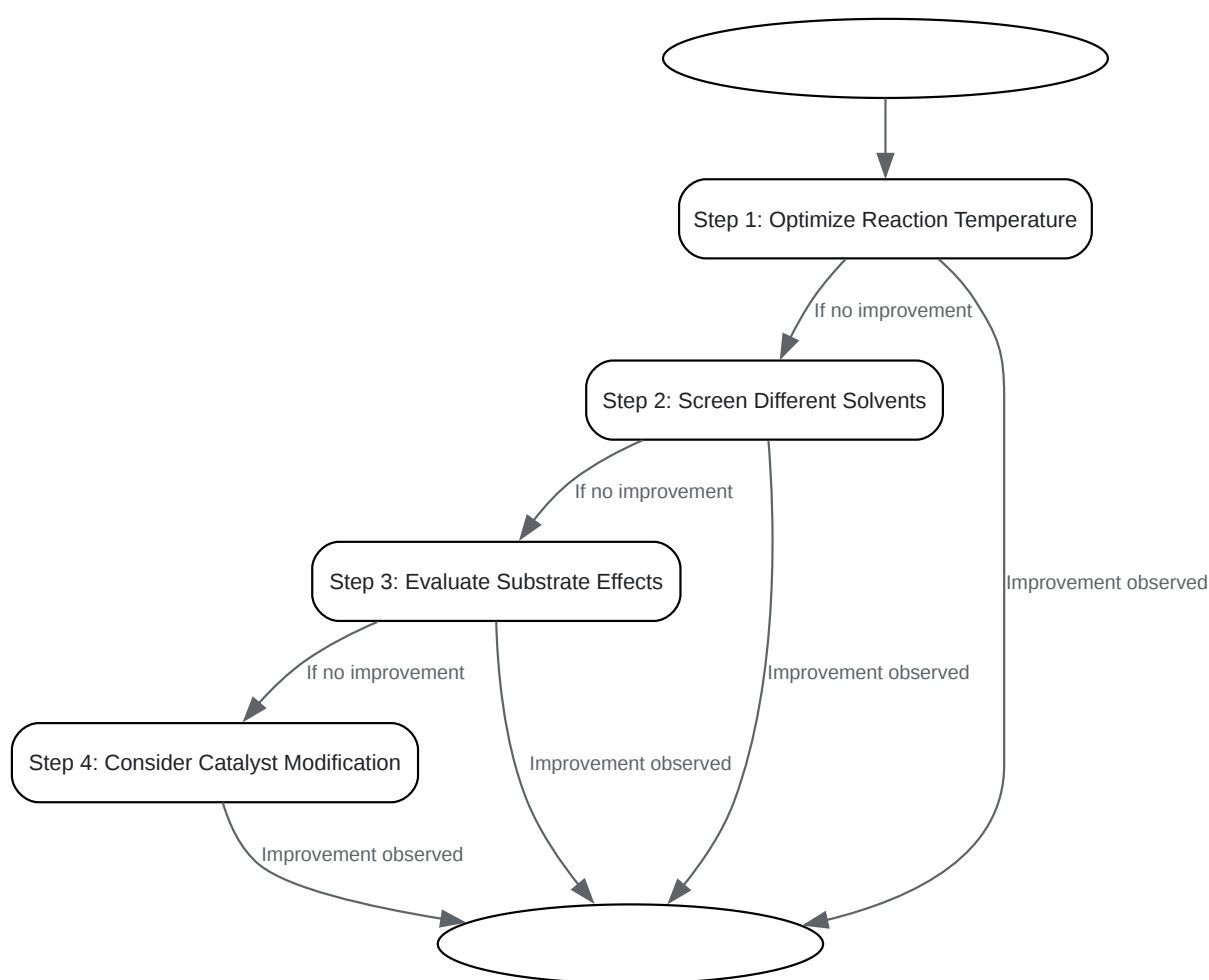 Step 1: Optimize Reaction Temperature
If no improvement
Step 2: Screen Different Solvents
If no improvement
Step 3: Evaluate Substrate Effects
Improvement observed
If no improvement
Improvement observed
Step 4: Consider Catalyst Modification
Improvement observed
Improvement observed